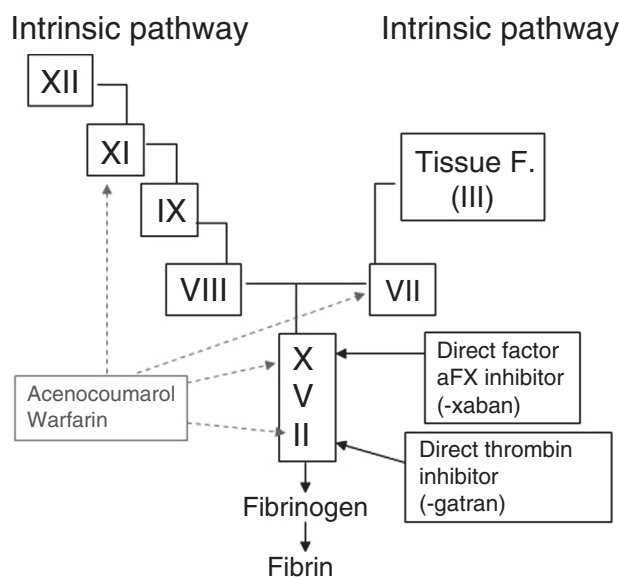 Intrinsic pathway
Intrinsic pathway
XII
XI
IX
VIII
Tissue F.
(III)
VII
X
V
II
Direct factor
aFX inhibitor
(-xaban)
Acenocoumarol
Warfarin
Direct thrombin
inhibitor
(-gatran)
Fibrinogen
Fibrin